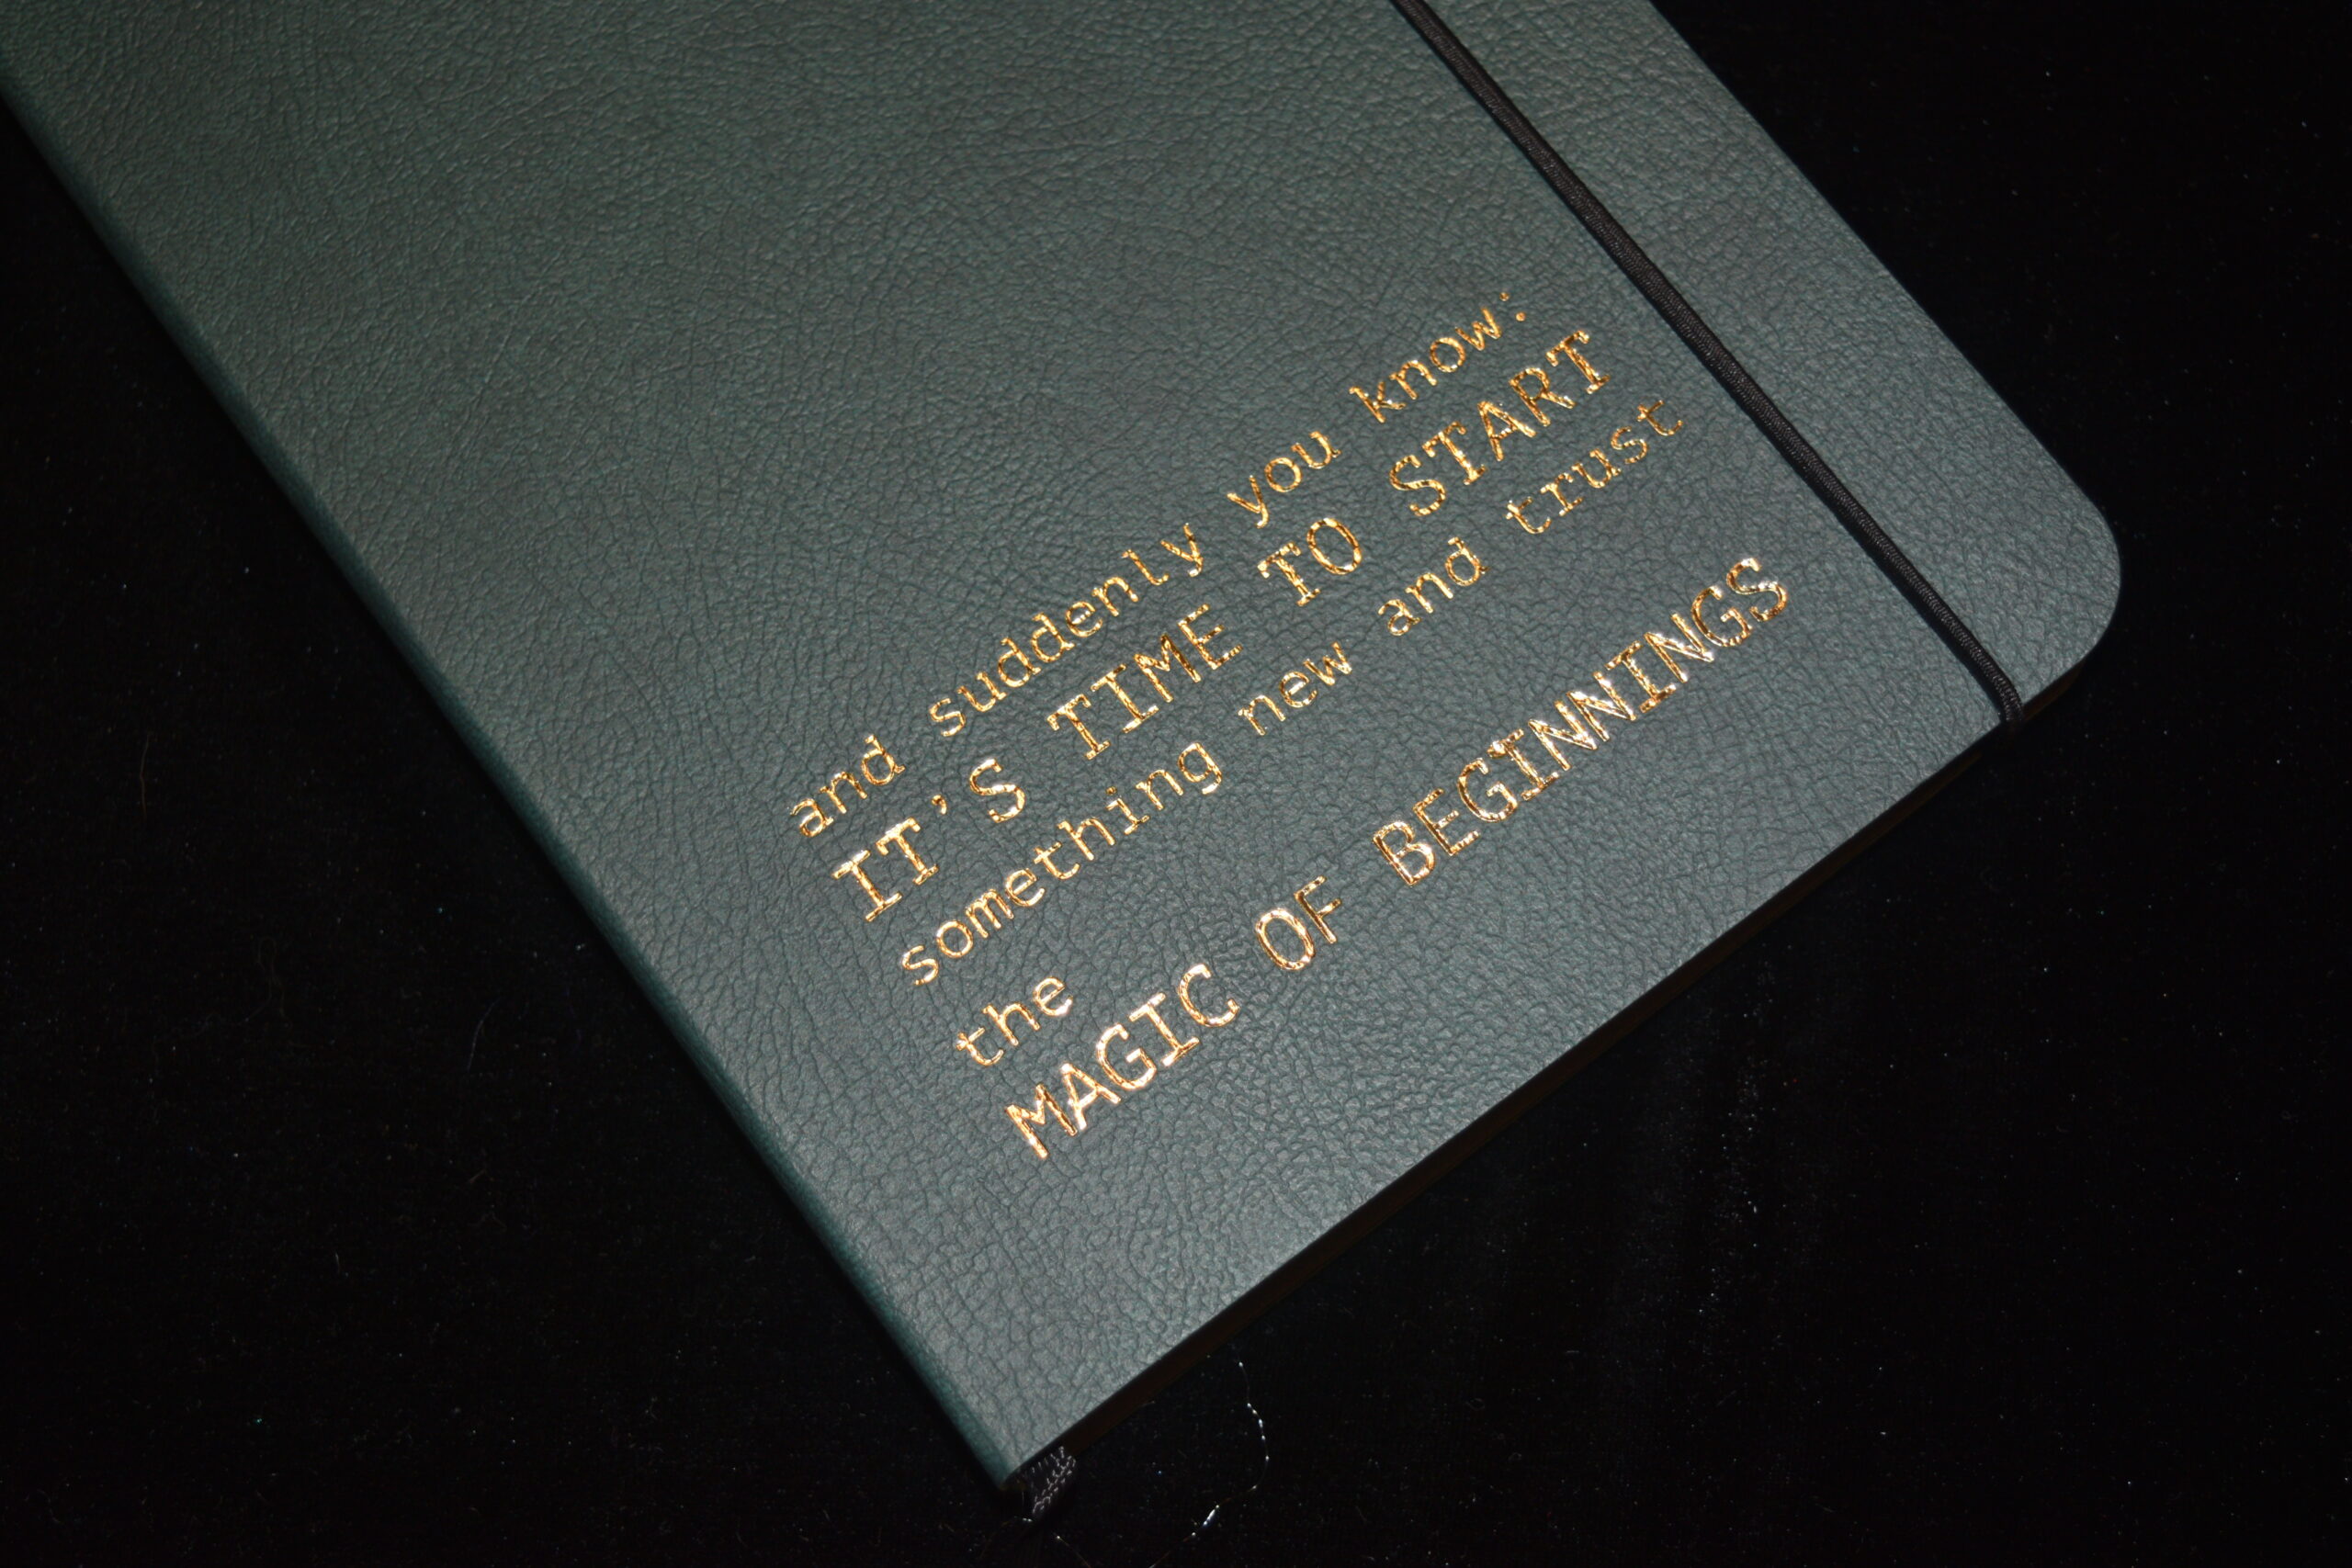 and suddenly you know:
IT'S TIME TO START
something new and trust
the
MAGIC OF BEGINNINGS